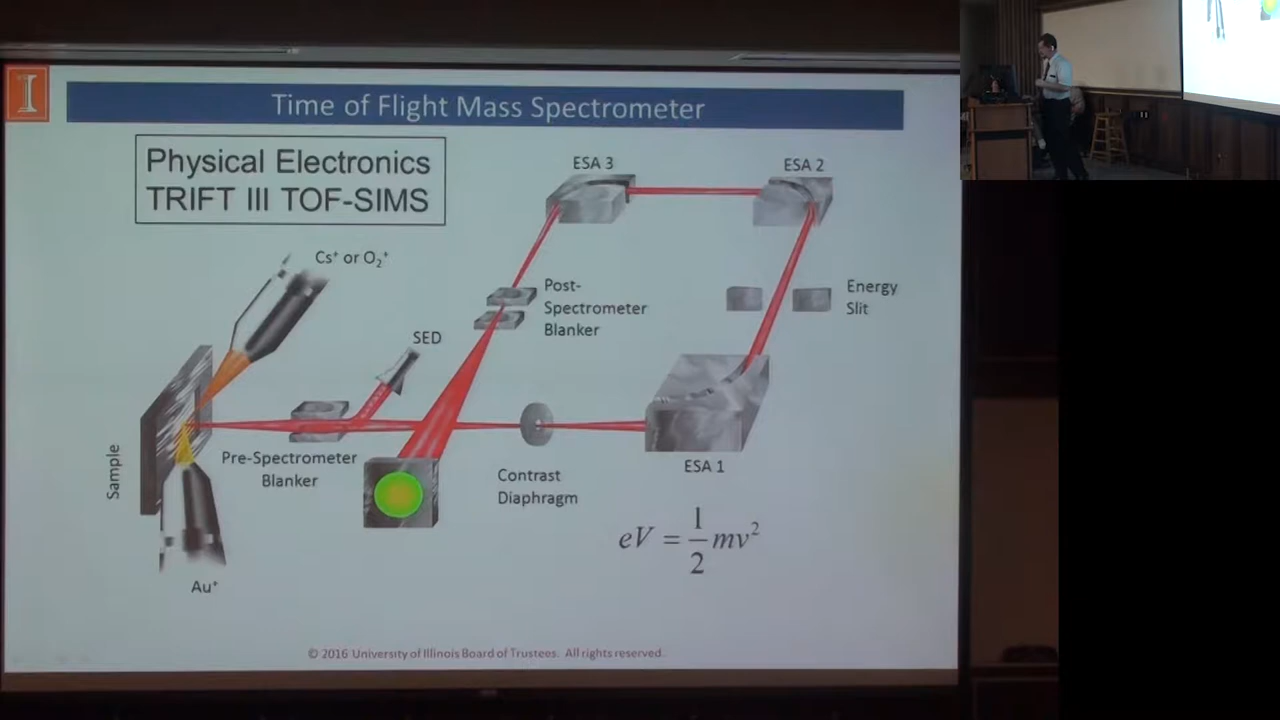 I
Time of Flight Mass Spectrometer
Physical Electronics
TRIFT III TOF-SIMS
ESA 3
ESA 2
Cs⁺ or O₂⁺
Post-
Spectrometer
Blanker
Energy
Slit
SED
Sample
Pre-Spectrometer
Blanker
Contrast
Diaphragm
ESA 1
eV = 1/2 mv²
Au⁺
© 2016 University of Illinois Board of Trustees. All rights reserved.